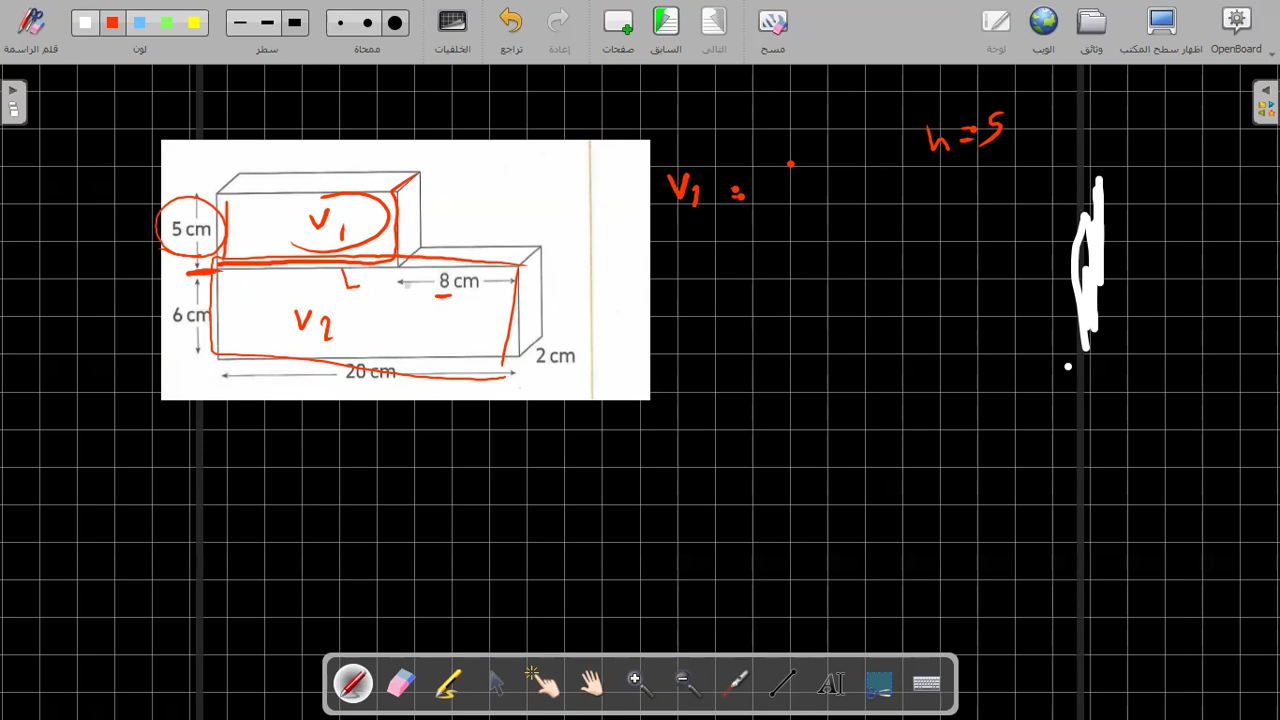 قلم الراسمة
لون
سطر
ممحاة
الخلفيات
تراجع
إعادة
صفحات
السابق
التالى
مسح
لوحة
الويب
وثائق
اظهار سطح المكتب
OpenBoard
h = 5
V1 =
5 cm
V1
L
8 cm
6 cm
V2
2 cm
20 cm